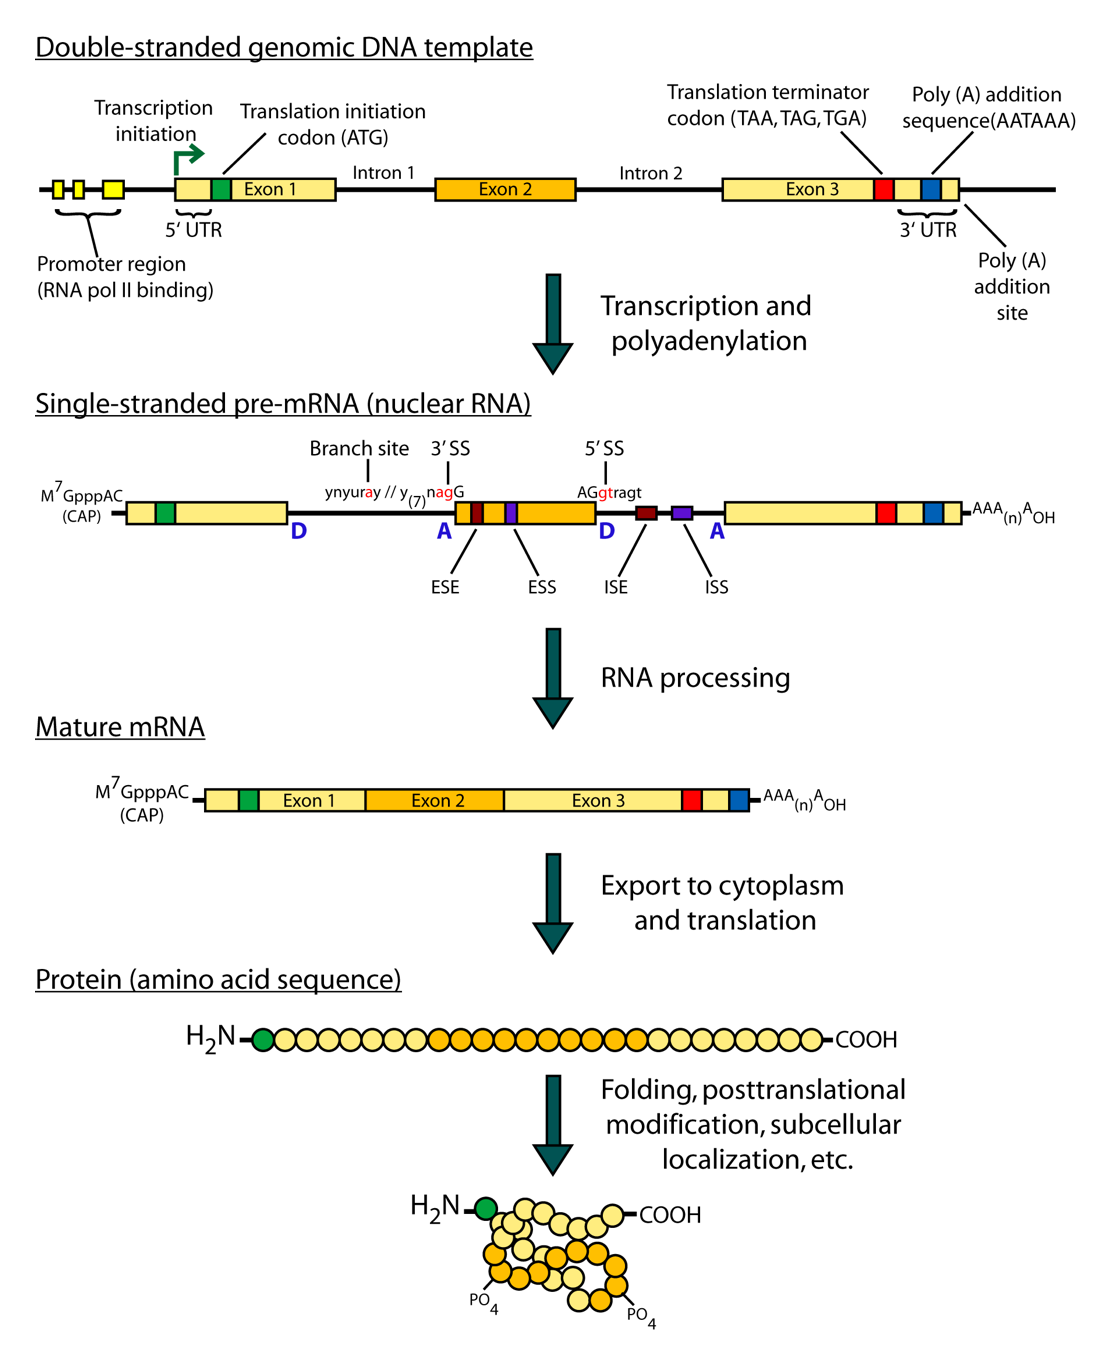 Double-stranded genomic DNA template
Transcription
initiation
Translation initiation
codon (ATG)
Translation terminator
codon (TAA, TAG, TGA)
Poly (A) addition
sequence(AATAAA)
Exon 1
Intron 1
Exon 2
Intron 2
Exon 3
5' UTR
3' UTR
Promoter region
(RNA pol II binding)
Poly (A)
addition
site
Transcription and
polyadenylation
Single-stranded pre-mRNA (nuclear RNA)
Branch site
3' SS
5' SS
M7GpppAC
(CAP)
ynyuray // y(7)nagG
AGgtragt
AAA(n)AOH
D
A
D
A
ESE
ESS
ISE
ISS
RNA processing
Mature mRNA
M7GpppAC
(CAP)
Exon 1
Exon 2
Exon 3
AAA(n)AOH
Export to cytoplasm
and translation
Protein (amino acid sequence)
H2N
COOH
Folding, posttranslational
modification, subcellular
localization, etc.
H2N
COOH
PO4
PO4